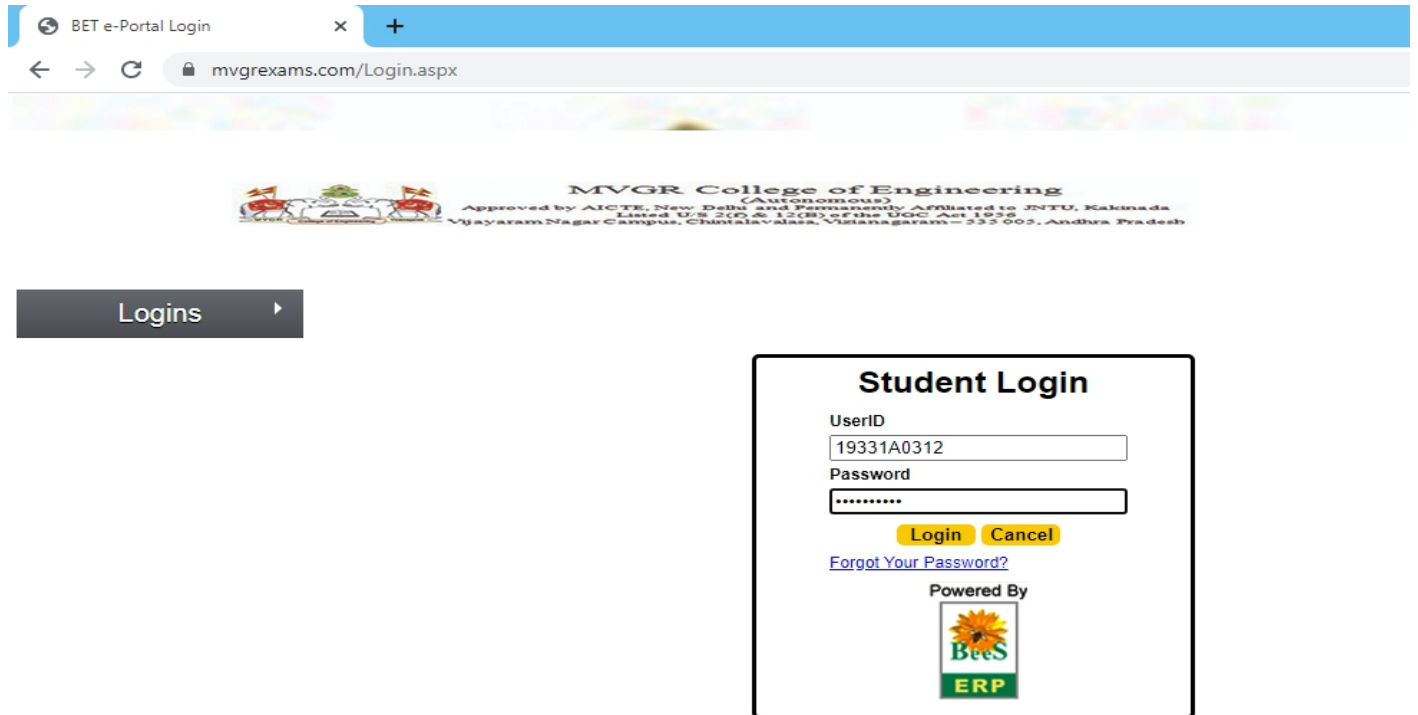 BET e-Portal Login
mvgrexams.com/Login.aspx
MVGR College of Engineering
(Autonomous)
Approved by AICTE, New Delhi and Permanently Affiliated to JNTU, Kakinada
Listed U/S 2(f) & 12(B) of the UGC Act 1956
Vijayaram Nagar Campus, Chintalavalasa, Vizianagaram– 535 005, Andhra Pradesh
Logins
Student Login
UserID
19331A0312
Password
••••••••••
Login Cancel
Forgot Your Password?
Powered By
BeeS
ERP